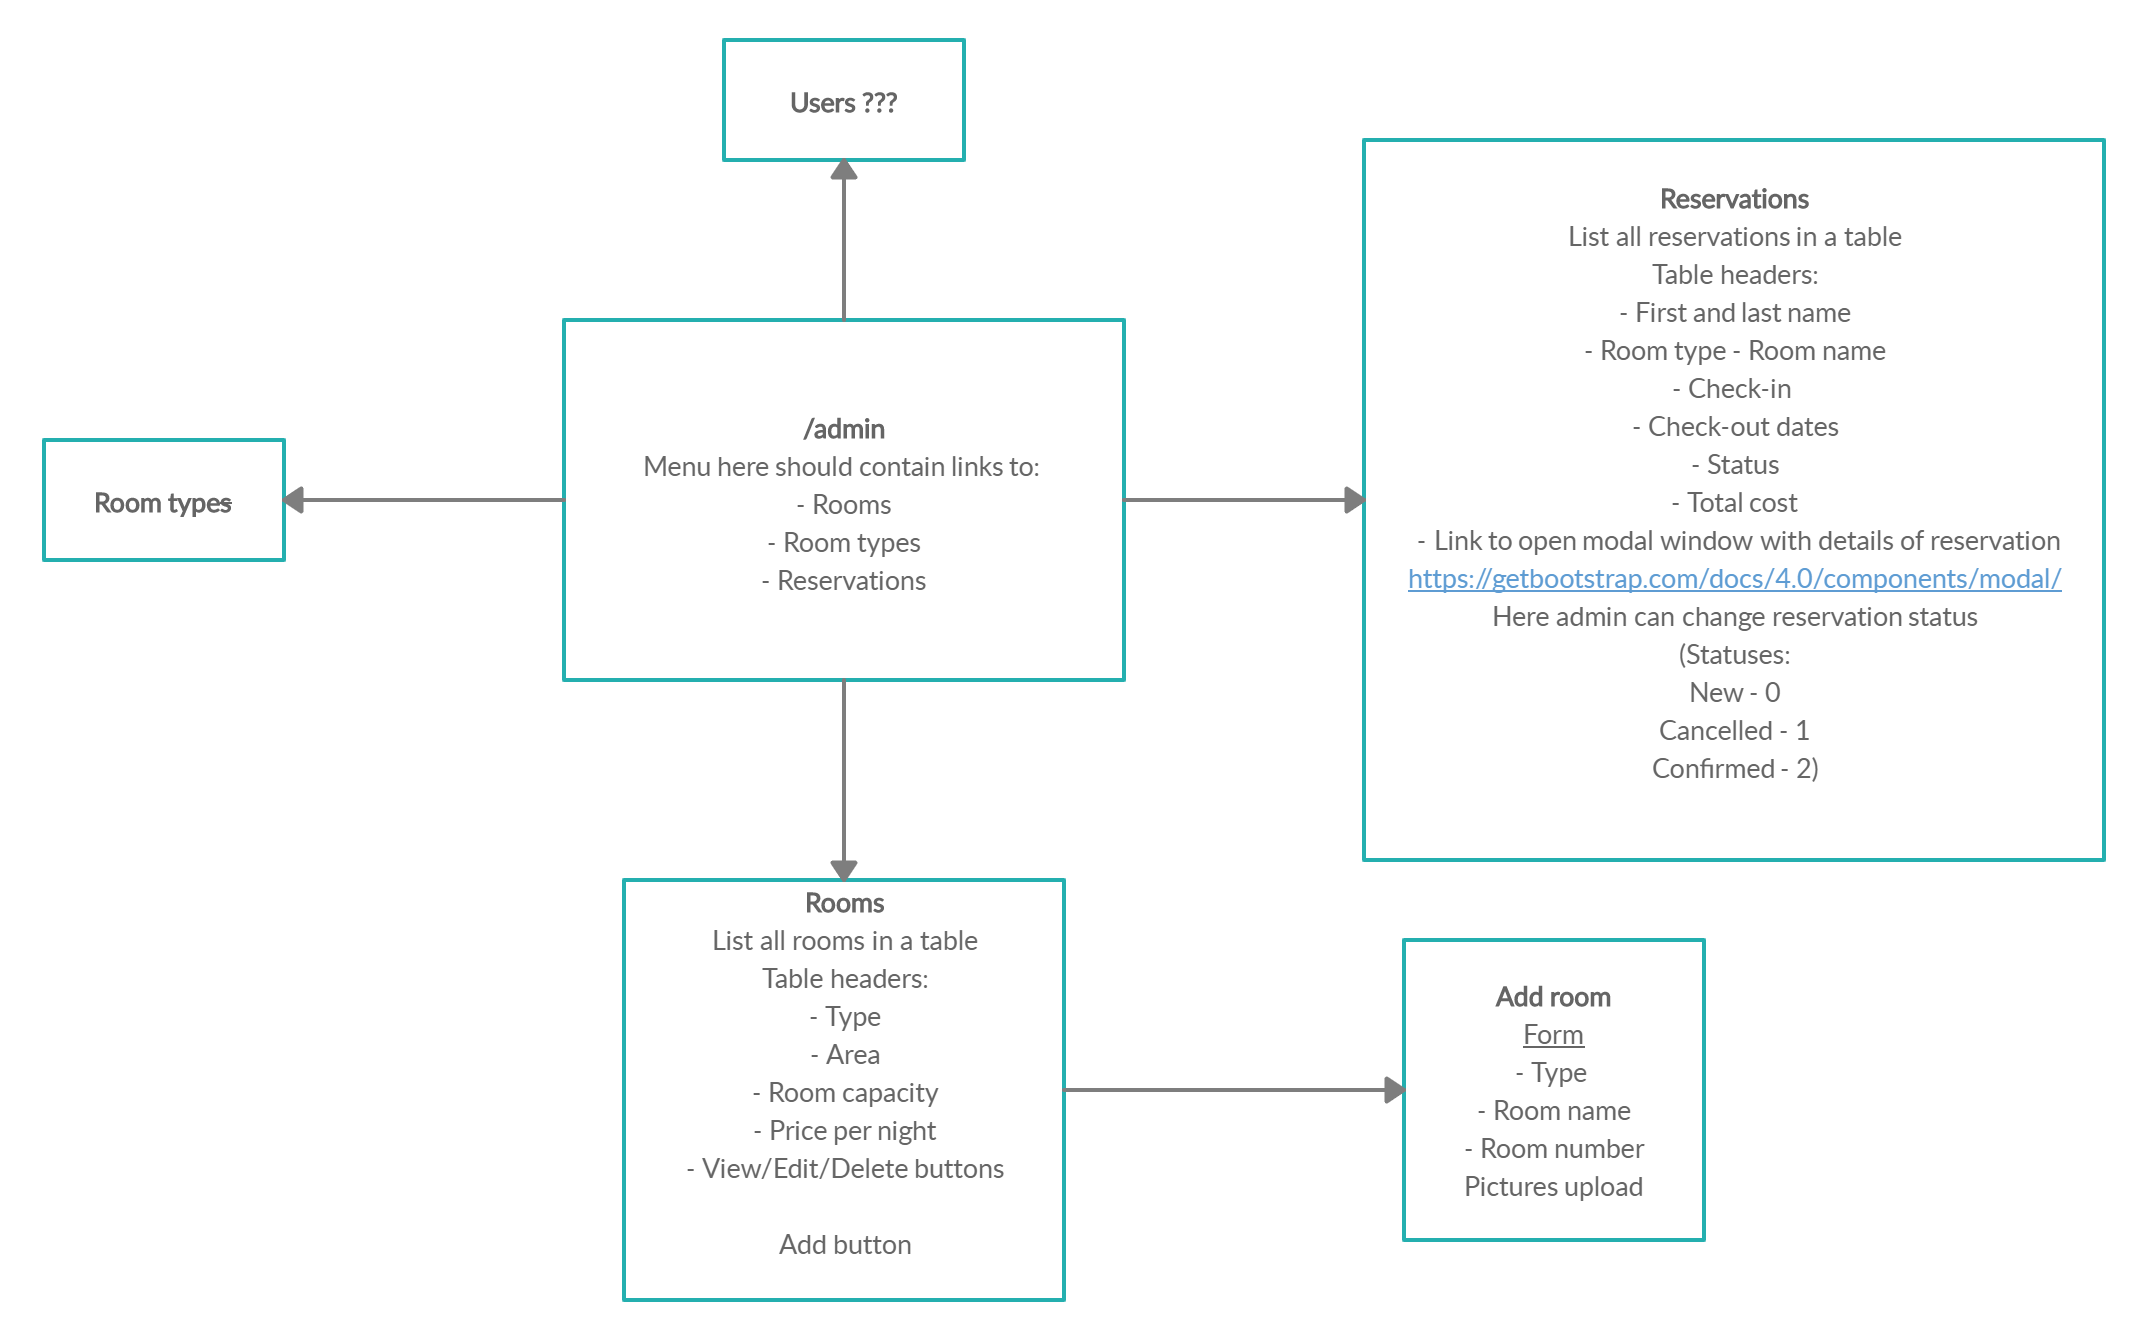 Users ???
Reservations
List all reservations in a table
Table headers:
- First and last name
- Room type - Room name
- Check-in
- Check-out dates
- Status
- Total cost
- Link to open modal window with details of reservation
https://getbootstrap.com/docs/4.0/components/modal/
Here admin can change reservation status
(Statuses:
New - 0
Cancelled - 1
Confirmed - 2)
/admin
Menu here should contain links to:
- Rooms
- Room types
- Reservations
Room types
Rooms
List all rooms in a table
Table headers:
- Type
- Area
- Room capacity
- Price per night
- View/Edit/Delete buttons
Add button
Add room
Form
- Type
- Room name
- Room number
Pictures upload